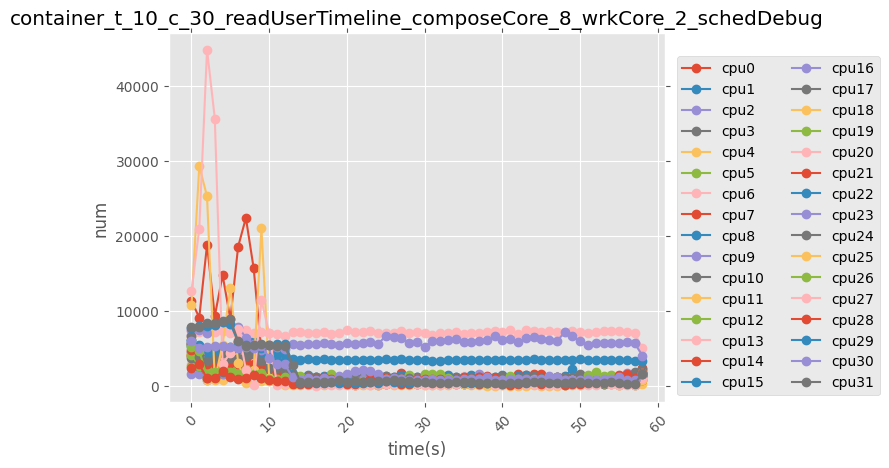 container_t_10_c_30_readUserTimeline_composeCore_8_wrkCore_2_schedDebug
num
40000
30000
20000
10000
0
0
10
20
30
40
50
60
time(s)
cpu0
cpu1
cpu2
cpu3
cpu4
cpu5
cpu6
cpu7
cpu8
cpu9
cpu10
cpu11
cpu12
cpu13
cpu14
cpu15
cpu16
cpu17
cpu18
cpu19
cpu20
cpu21
cpu22
cpu23
cpu24
cpu25
cpu26
cpu27
cpu28
cpu29
cpu30
cpu31